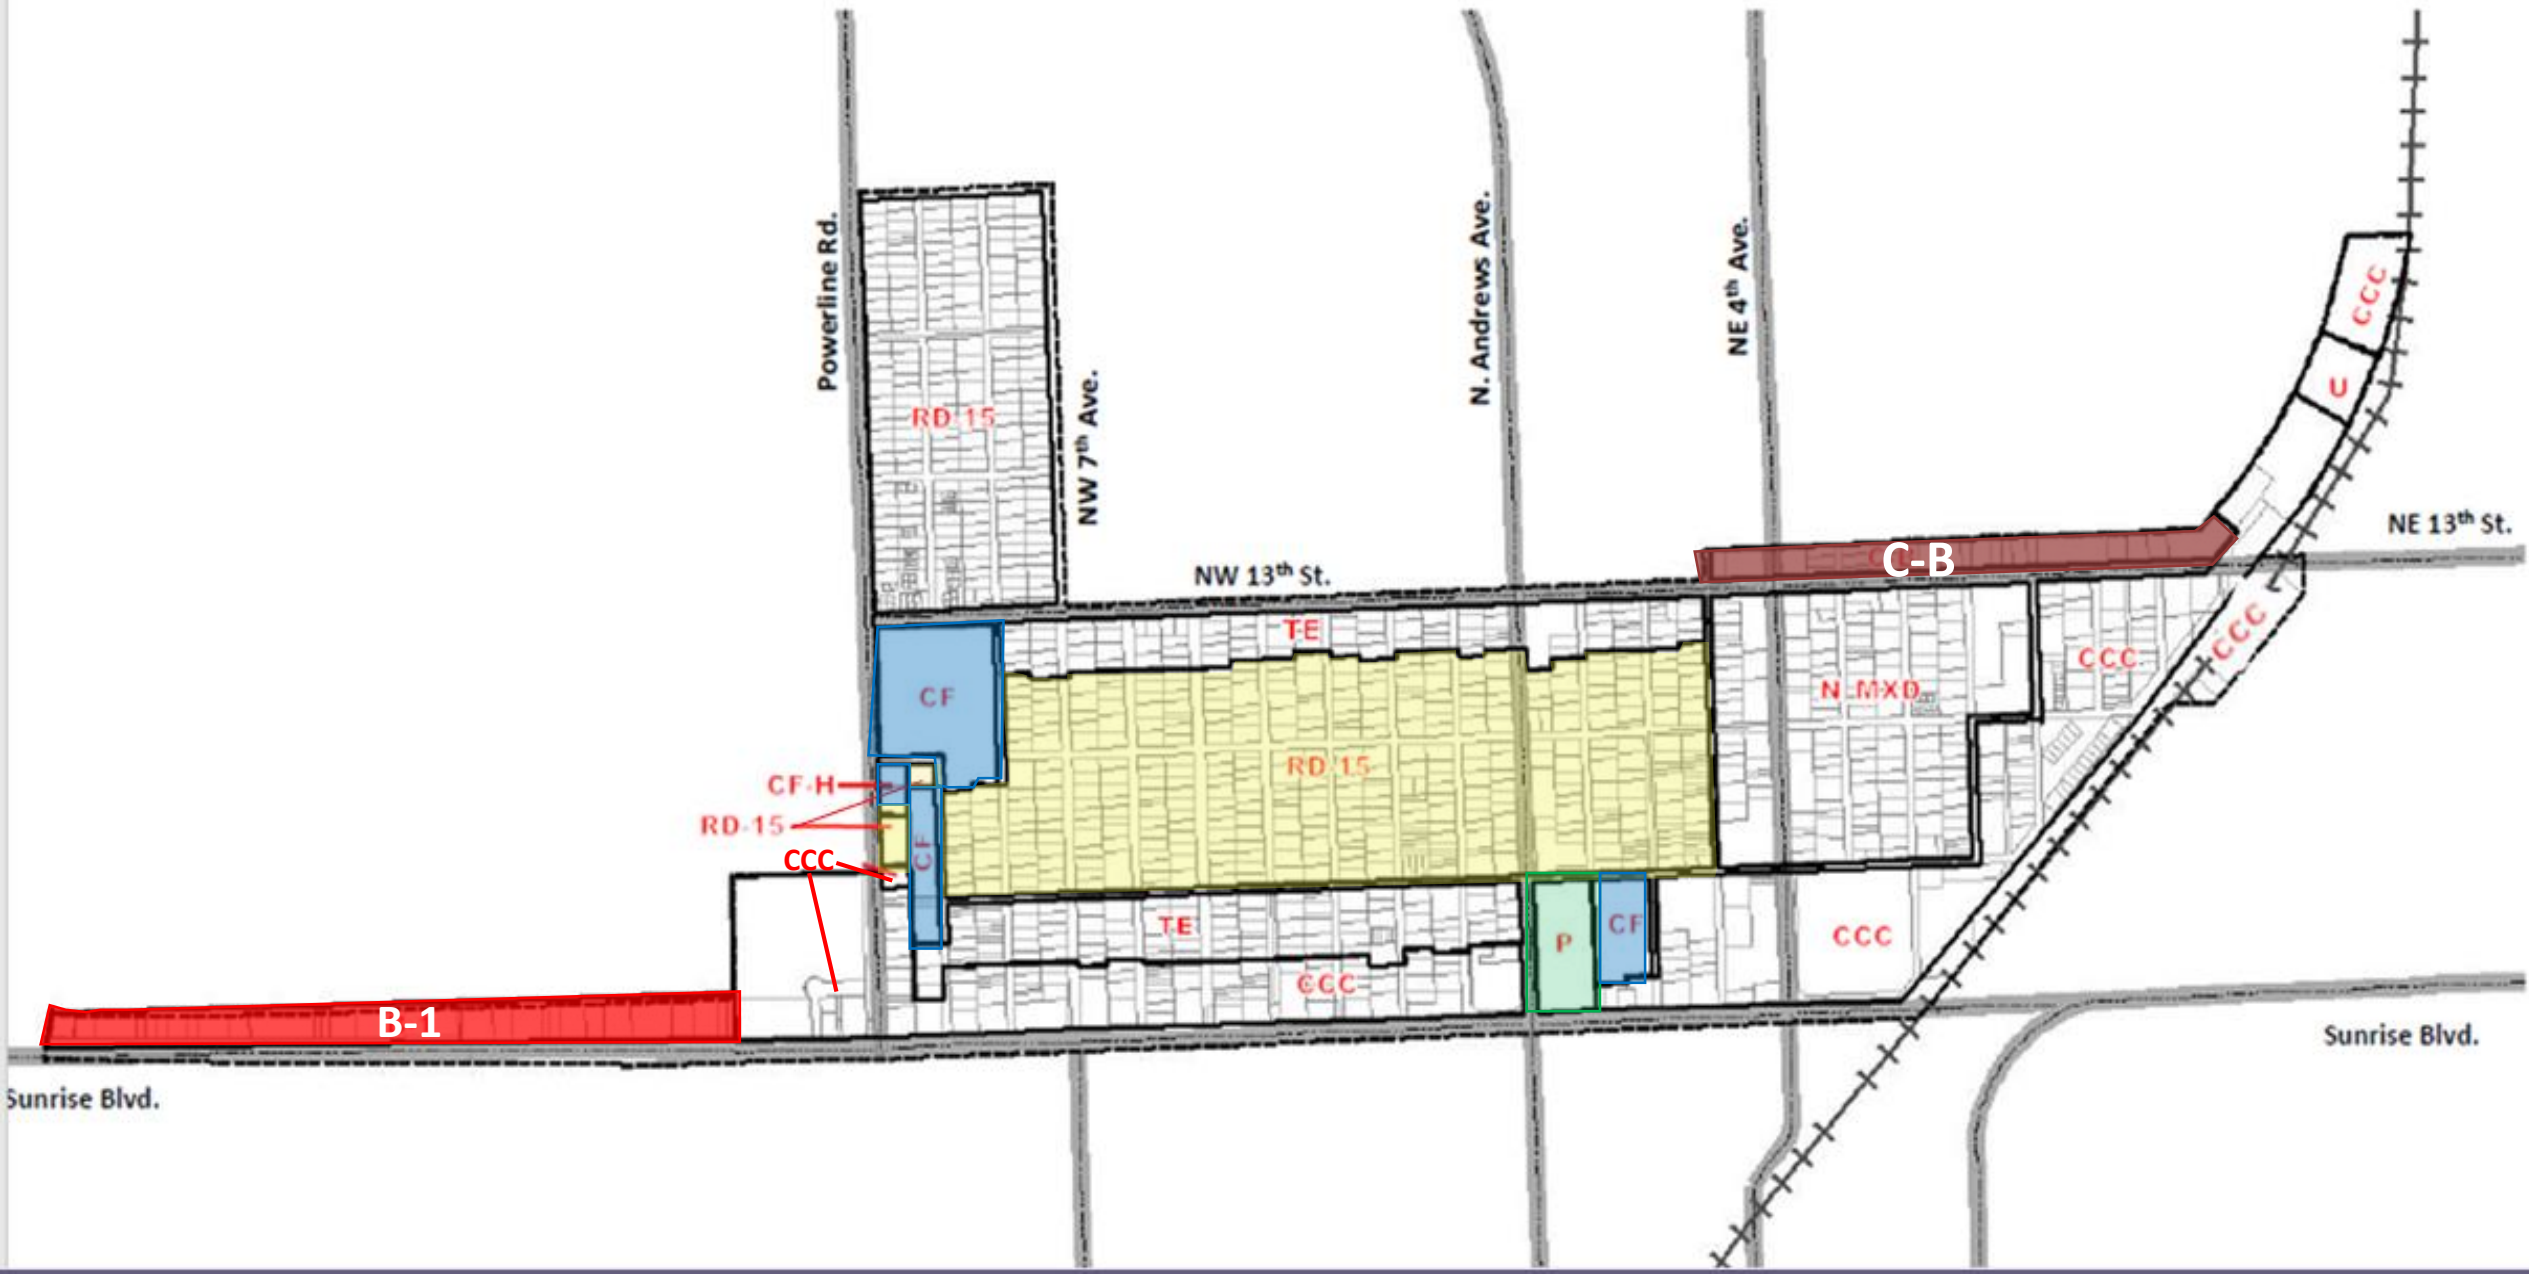 Powerline Rd.
N. Andrews Ave.
NE 4th Ave.
CCC
U
RD-15
NW 7th Ave.
NE 13th St.
C-B
NW 13th St.
TE
CCC
CCC
N-MXD
CF
RD-15
CF-H
RD-15
CCC
CF
TE
P
CF
CCC
CCC
B-1
Sunrise Blvd.
Sunrise Blvd.